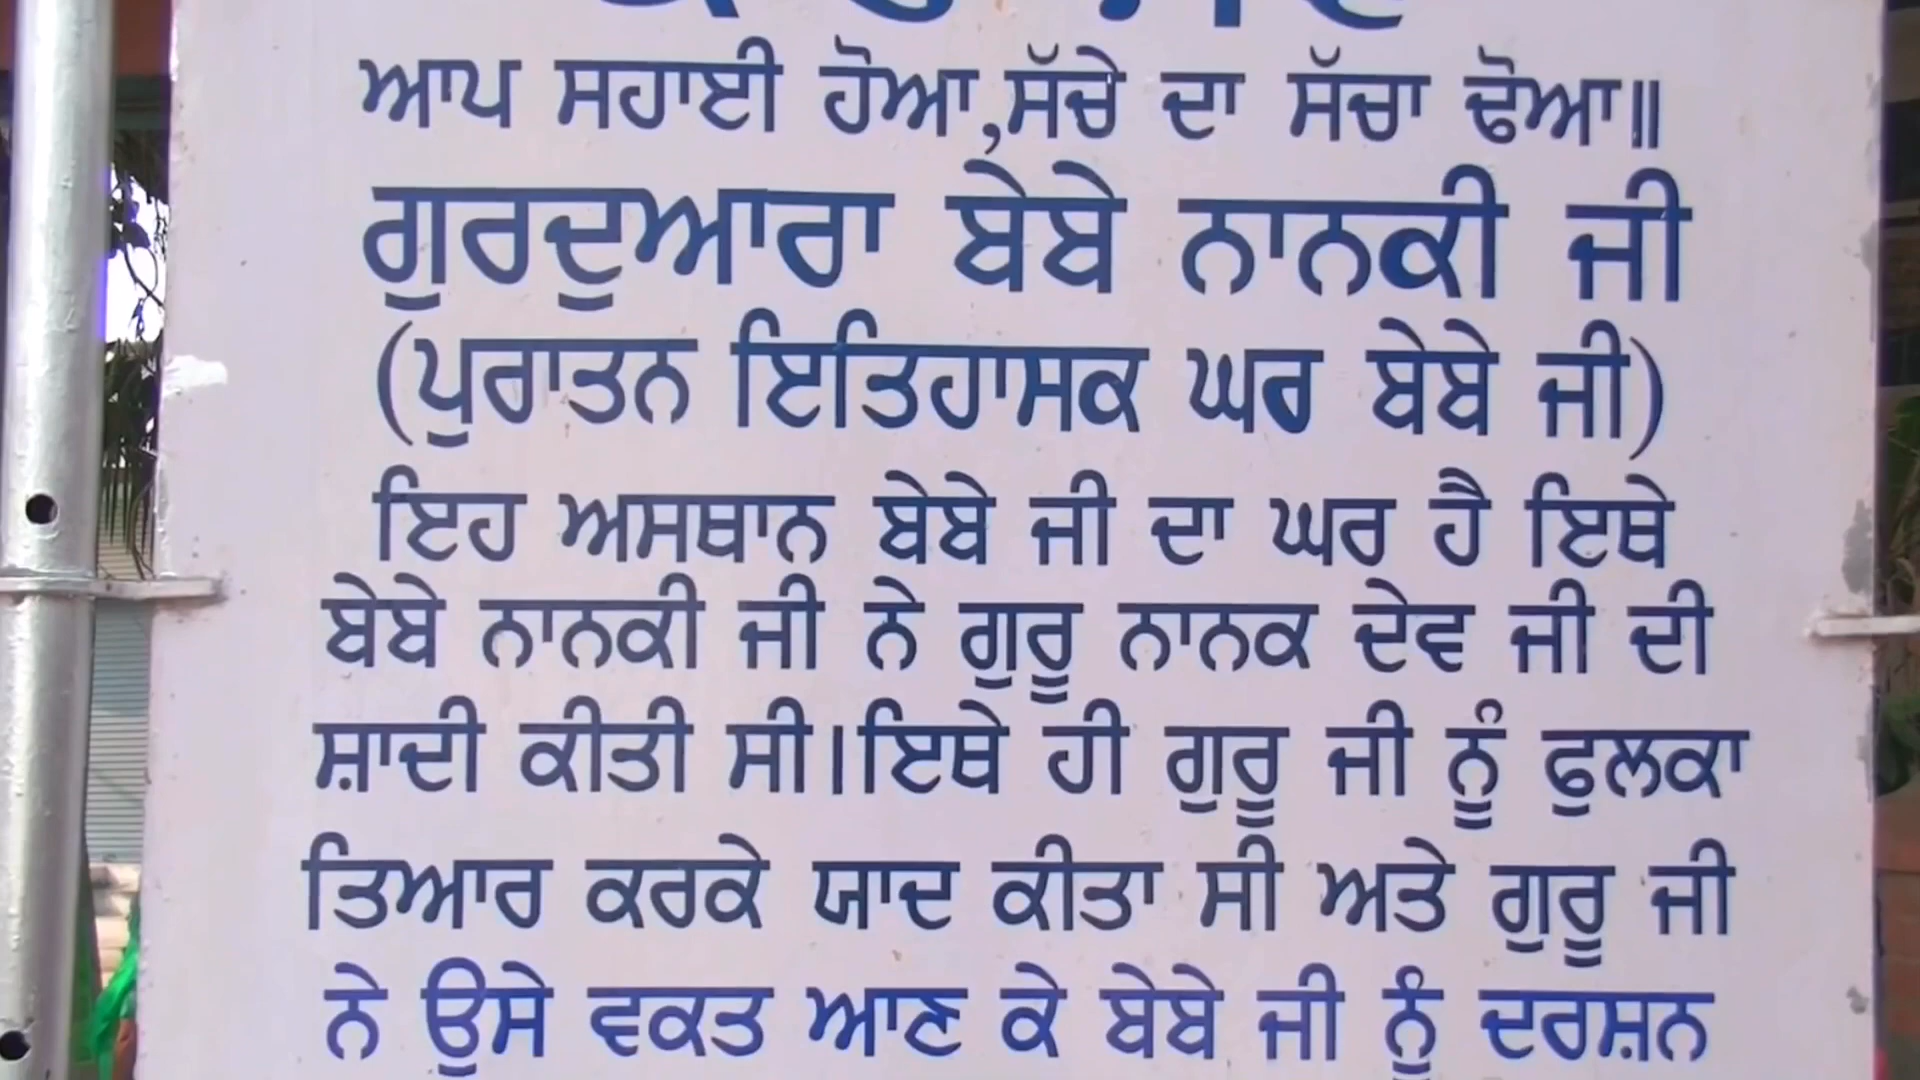 ਆਪ ਸਹਾਈ ਹੋਆ,ਸੱਚੇ ਦਾ ਸੱਚਾ ਢੋਆ॥
ਗੁਰਦੁਆਰਾ ਬੇਬੇ ਨਾਨਕੀ ਜੀ
(ਪੁਰਾਤਨ ਇਤਿਹਾਸਕ ਘਰ ਬੇਬੇ ਜੀ)
ਇਹ ਅਸਥਾਨ ਬੇਬੇ ਜੀ ਦਾ ਘਰ ਹੈ ਇਥੇ
ਬੇਬੇ ਨਾਨਕੀ ਜੀ ਨੇ ਗੁਰੂ ਨਾਨਕ ਦੇਵ ਜੀ ਦੀ
ਸ਼ਾਦੀ ਕੀਤੀ ਸੀ।ਇਥੇ ਹੀ ਗੁਰੂ ਜੀ ਨੂੰ ਫੁਲਕਾ
ਤਿਆਰ ਕਰਕੇ ਯਾਦ ਕੀਤਾ ਸੀ ਅਤੇ ਗੁਰੂ ਜੀ
ਨੇ ਉਸੇ ਵਕਤ ਆਣ ਕੇ ਬੇਬੇ ਜੀ ਨੂੰ ਦਰਸ਼ਨ